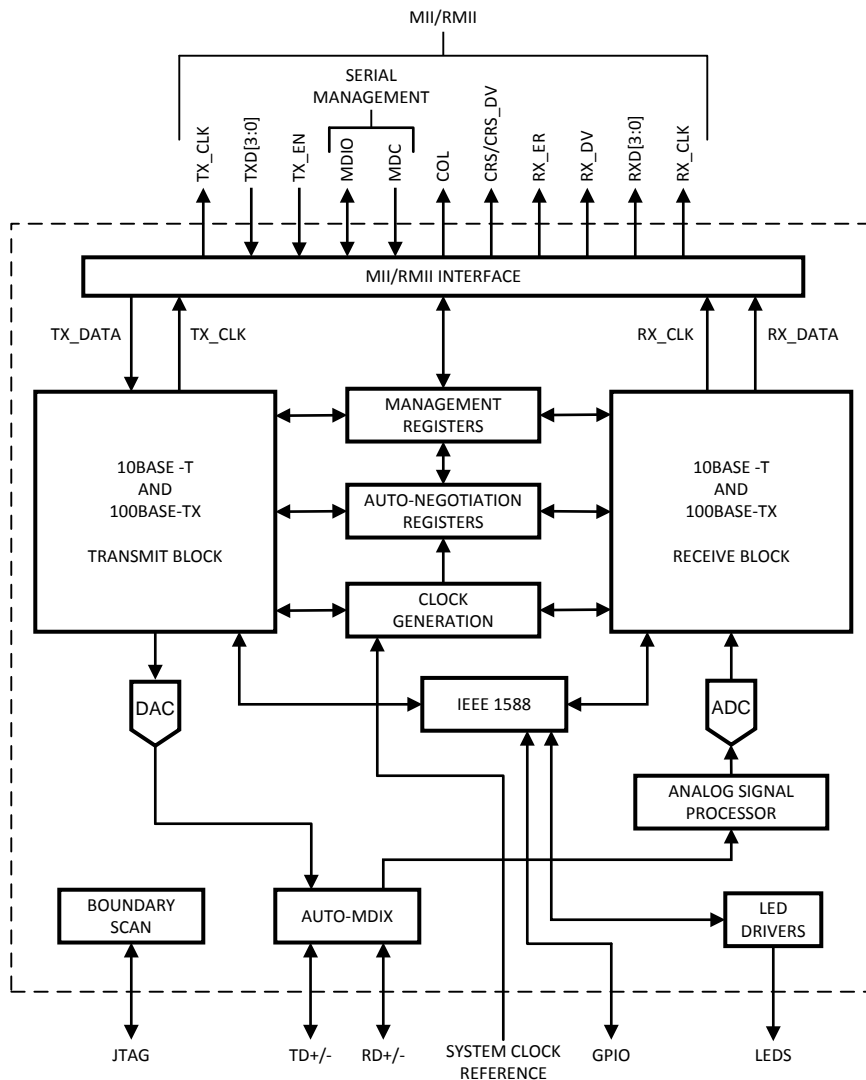 MII/RMII
SERIAL
MANAGEMENT
TX_CLK
TXD[3:0]
TX_EN
MDIO
MDC
COL
CRS/CRS_DV
RX_ER
RX_DV
RXD[3:0]
RX_CLK
MII/RMII INTERFACE
TX_DATA
TX_CLK
RX_CLK
RX_DATA
10BASE -T
AND
100BASE-TX
TRANSMIT BLOCK
MANAGEMENT
REGISTERS
AUTO-NEGOTIATION
REGISTERS
CLOCK
GENERATION
10BASE -T
AND
100BASE-TX
RECEIVE BLOCK
DAC
IEEE 1588
ADC
ANALOG SIGNAL
PROCESSOR
BOUNDARY
SCAN
AUTO-MDIX
LED
DRIVERS
JTAG
TD+/-
RD+/-
SYSTEM CLOCK
REFERENCE
GPIO
LEDS